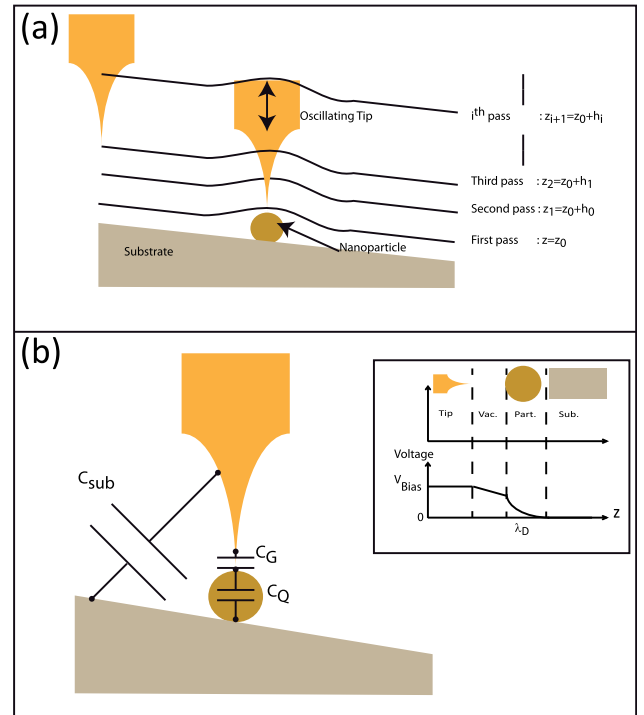 (a)
Oscillating Tip
ith pass : zi+1=z0+hi
Third pass : z2=z0+h1
Second pass : z1=z0+h0
First pass : z=z0
Nanoparticle
Substrate
(b)
Csub
CG
CQ
Tip Vac. Part. Sub.
Voltage
VBias
0
λD
Z